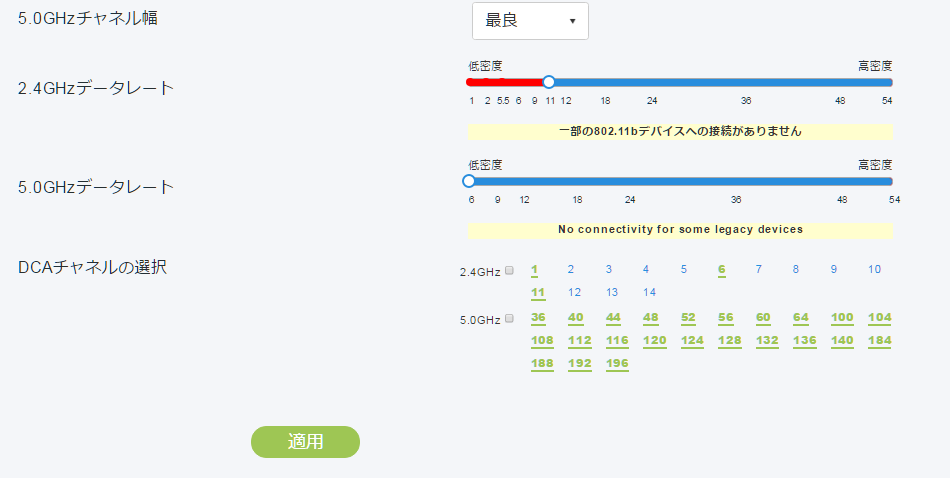 5.0GHzチャネル幅 最良
低密度 高密度
2.4GHzデータレート
1 2 5.5 6 9 11 12 18 24 36 48 54
一部の802.11bデバイスへの接続がありません
低密度 高密度
5.0GHzデータレート
6 9 12 18 24 36 48 54
No connectivity for some legacy devices
DCAチャネルの選択
2.4GHz 1 2 3 4 5 6 7 8 9 10
11 12 13 14
5.0GHz 36 40 44 48 52 56 60 64 100 104
108 112 116 120 124 128 132 136 140 184
188 192 196
適用